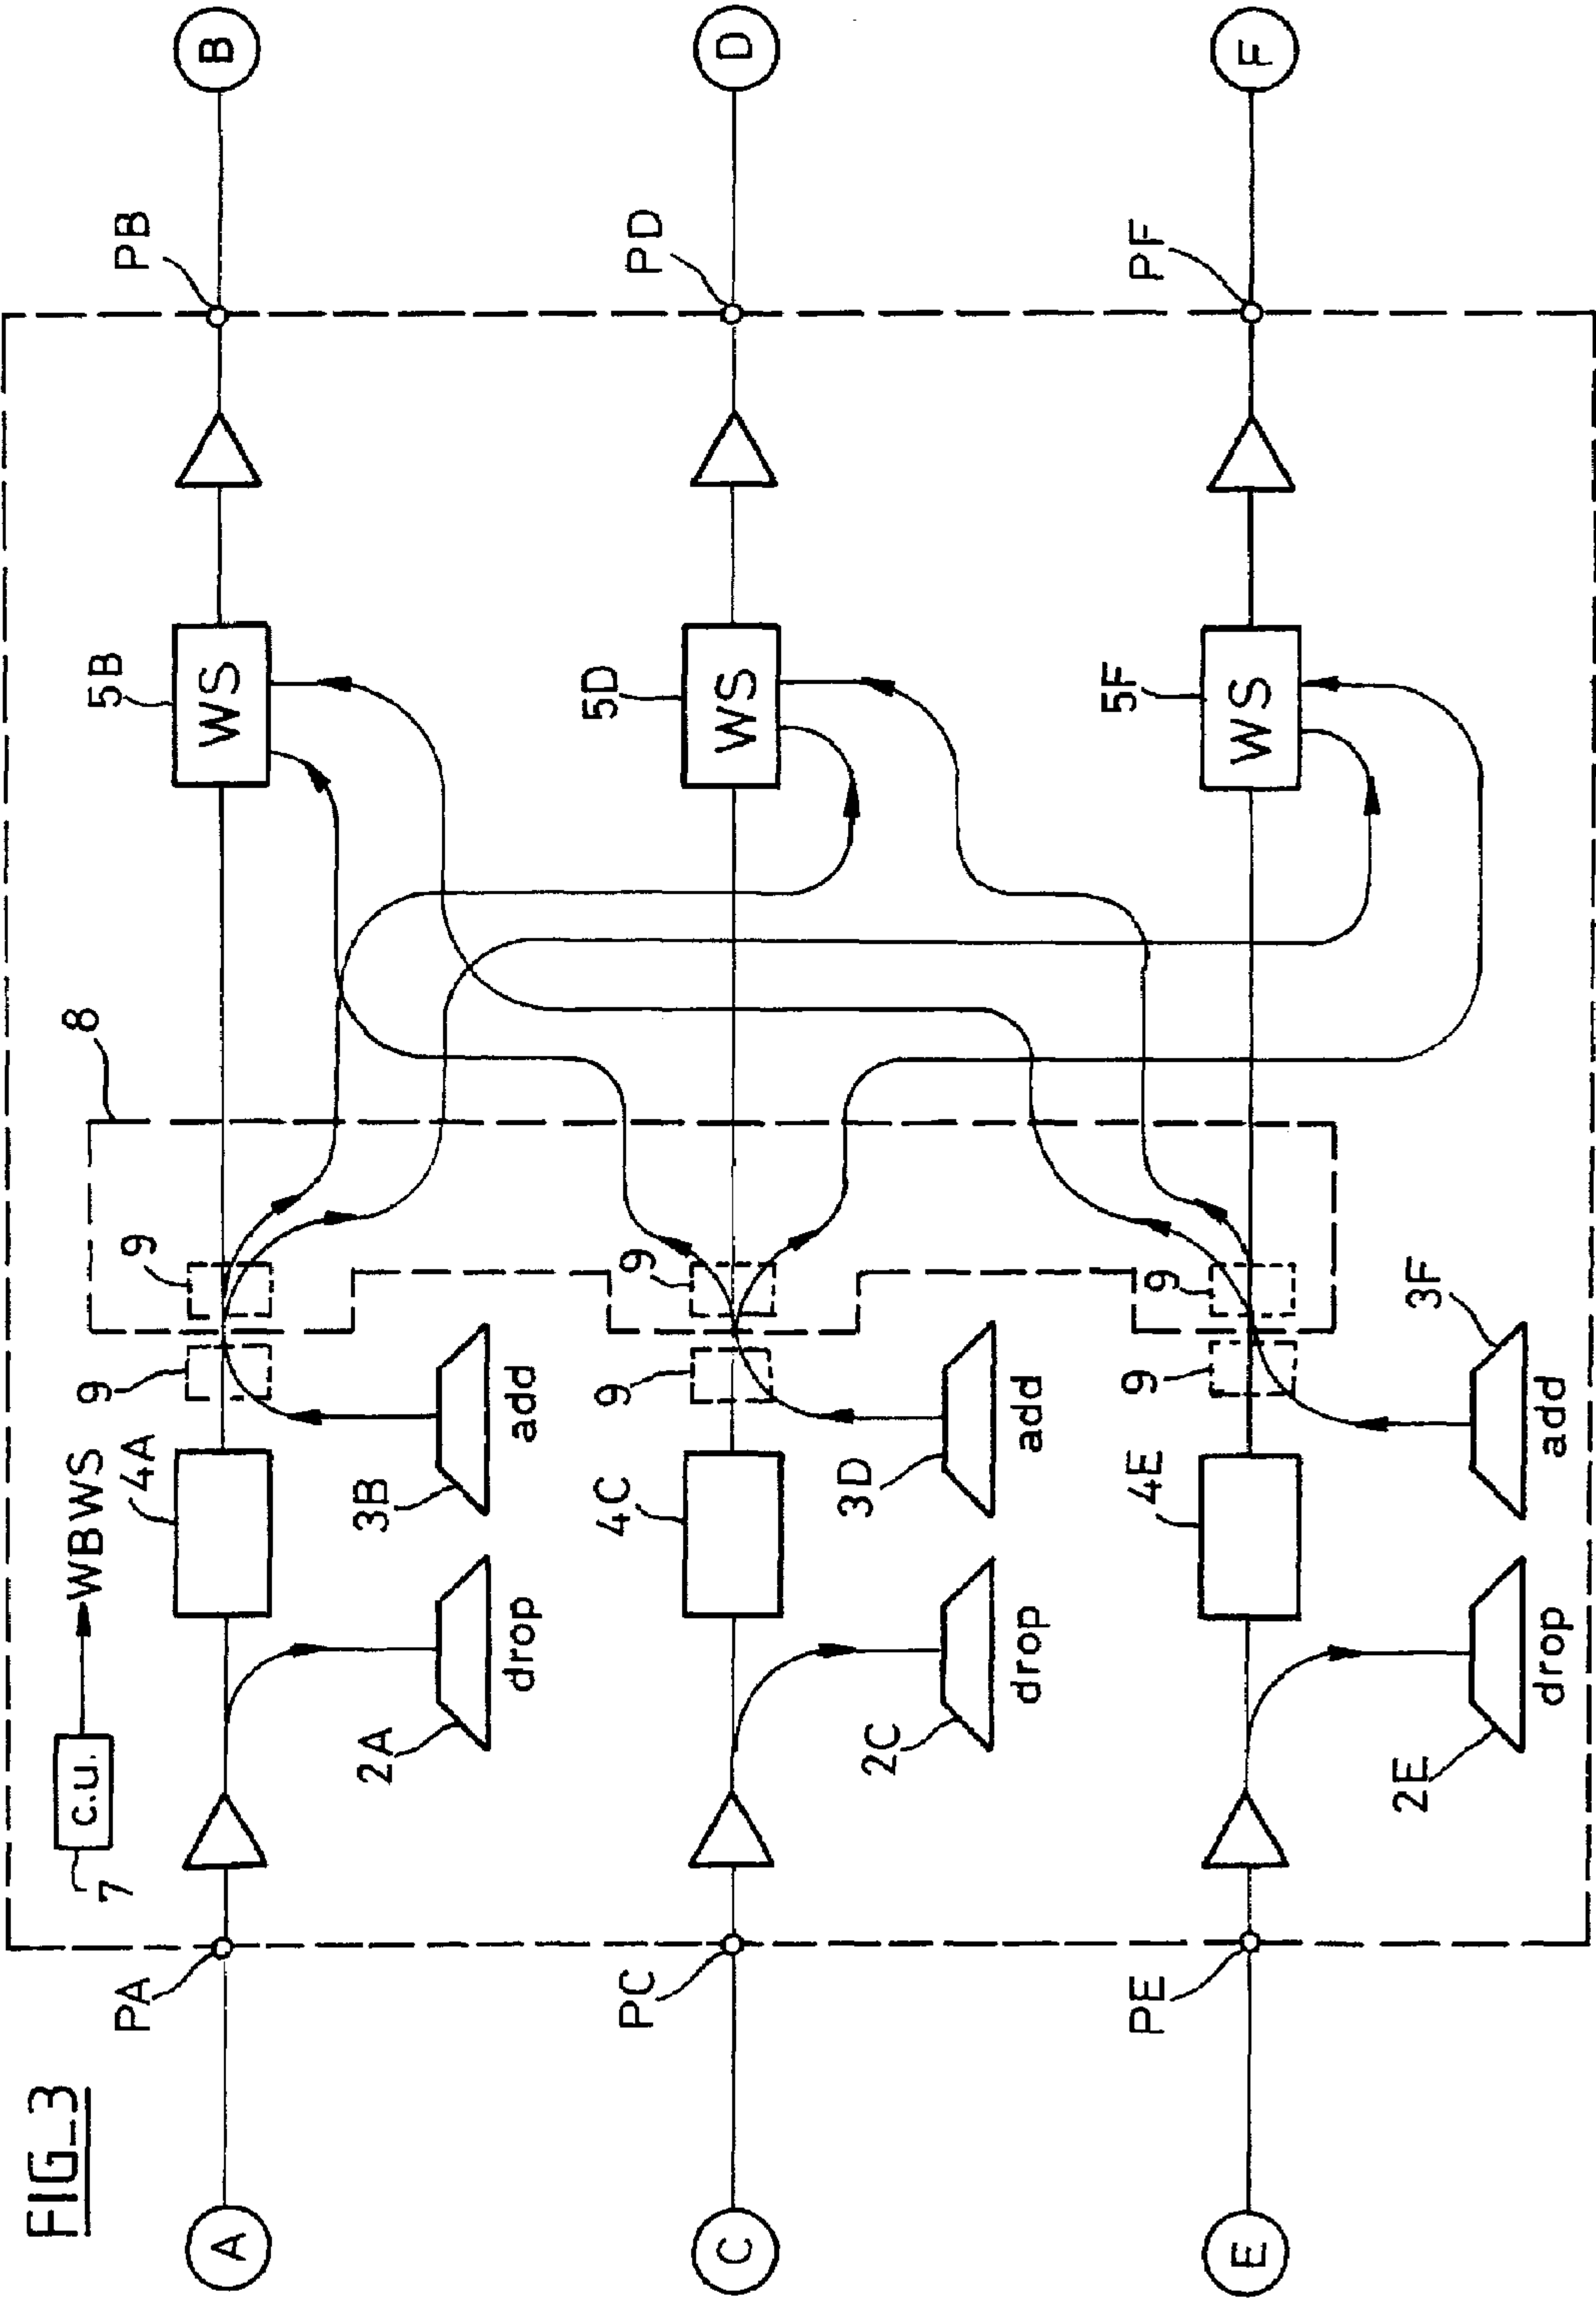 FIG_3
A
PA
7
c.u.
WBWS
2A
drop
4A
3B
add
9
9
8
5B
WS
PB
B
C
PC
2C
drop
4C
3D
add
9
9
5D
WS
PD
D
E
PE
2E
drop
4E
3F
add
9
9
5F
WS
PF
F